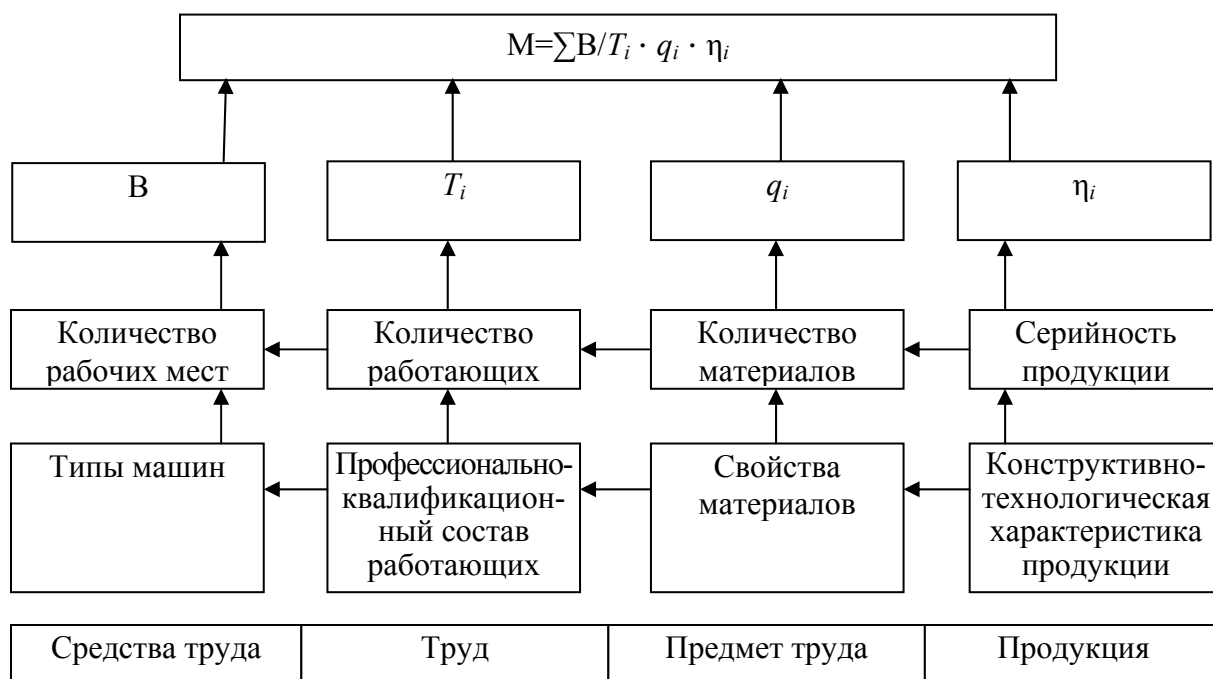 М=∑В/Tᵢ · qᵢ · ηᵢ
В
Tᵢ
qᵢ
ηᵢ
Количество
рабочих мест
Количество
работающих
Количество
материалов
Серийность
продукции
Типы машин
Профессионально-
квалификацион-
ный состав
работающих
Свойства
материалов
Конструктивно-
технологическая
характеристика
продукции
Средства труда
Труд
Предмет труда
Продукция